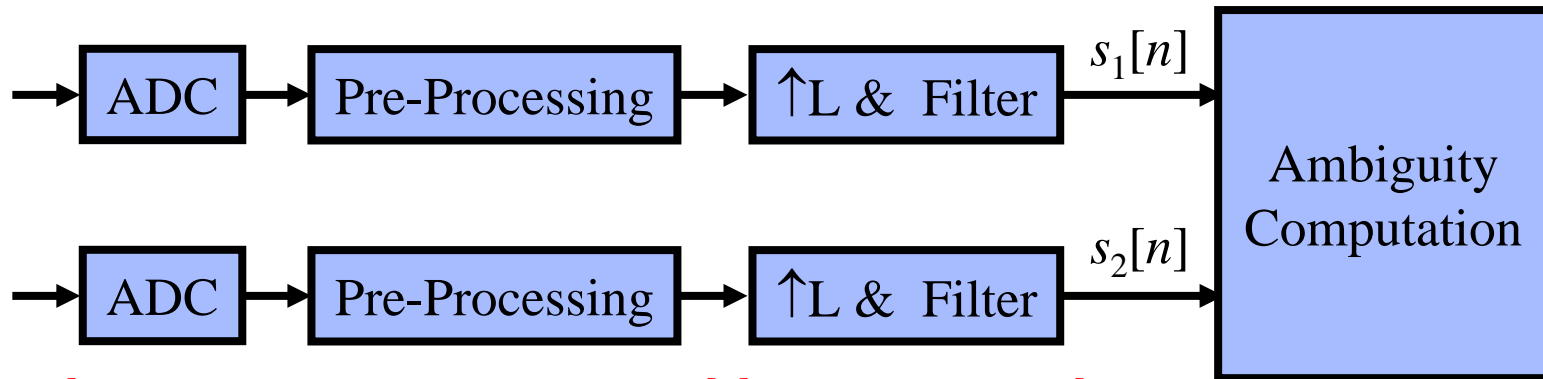 ADC Pre-Processing ↑L & Filter s₁[n]
Ambiguity
Computation
ADC Pre-Processing ↑L & Filter s₂[n]